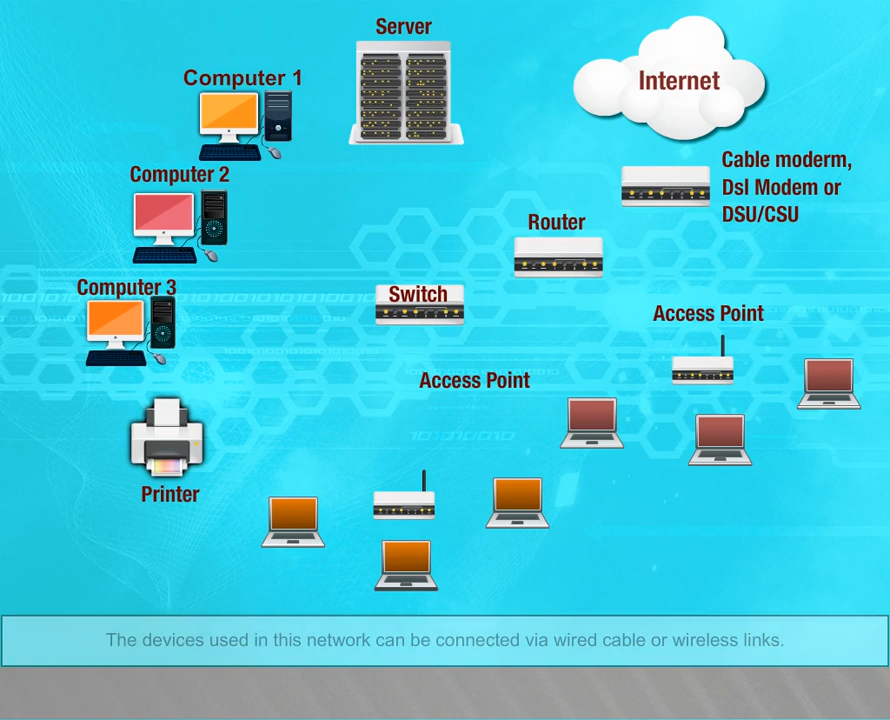 Server
Computer 1
Internet
Cable moderm,
Dsl Modem or
DSU/CSU
Computer 2
Router
Computer 3
Switch
Access Point
Access Point
Printer
The devices used in this network can be connected via wired cable or wireless links.